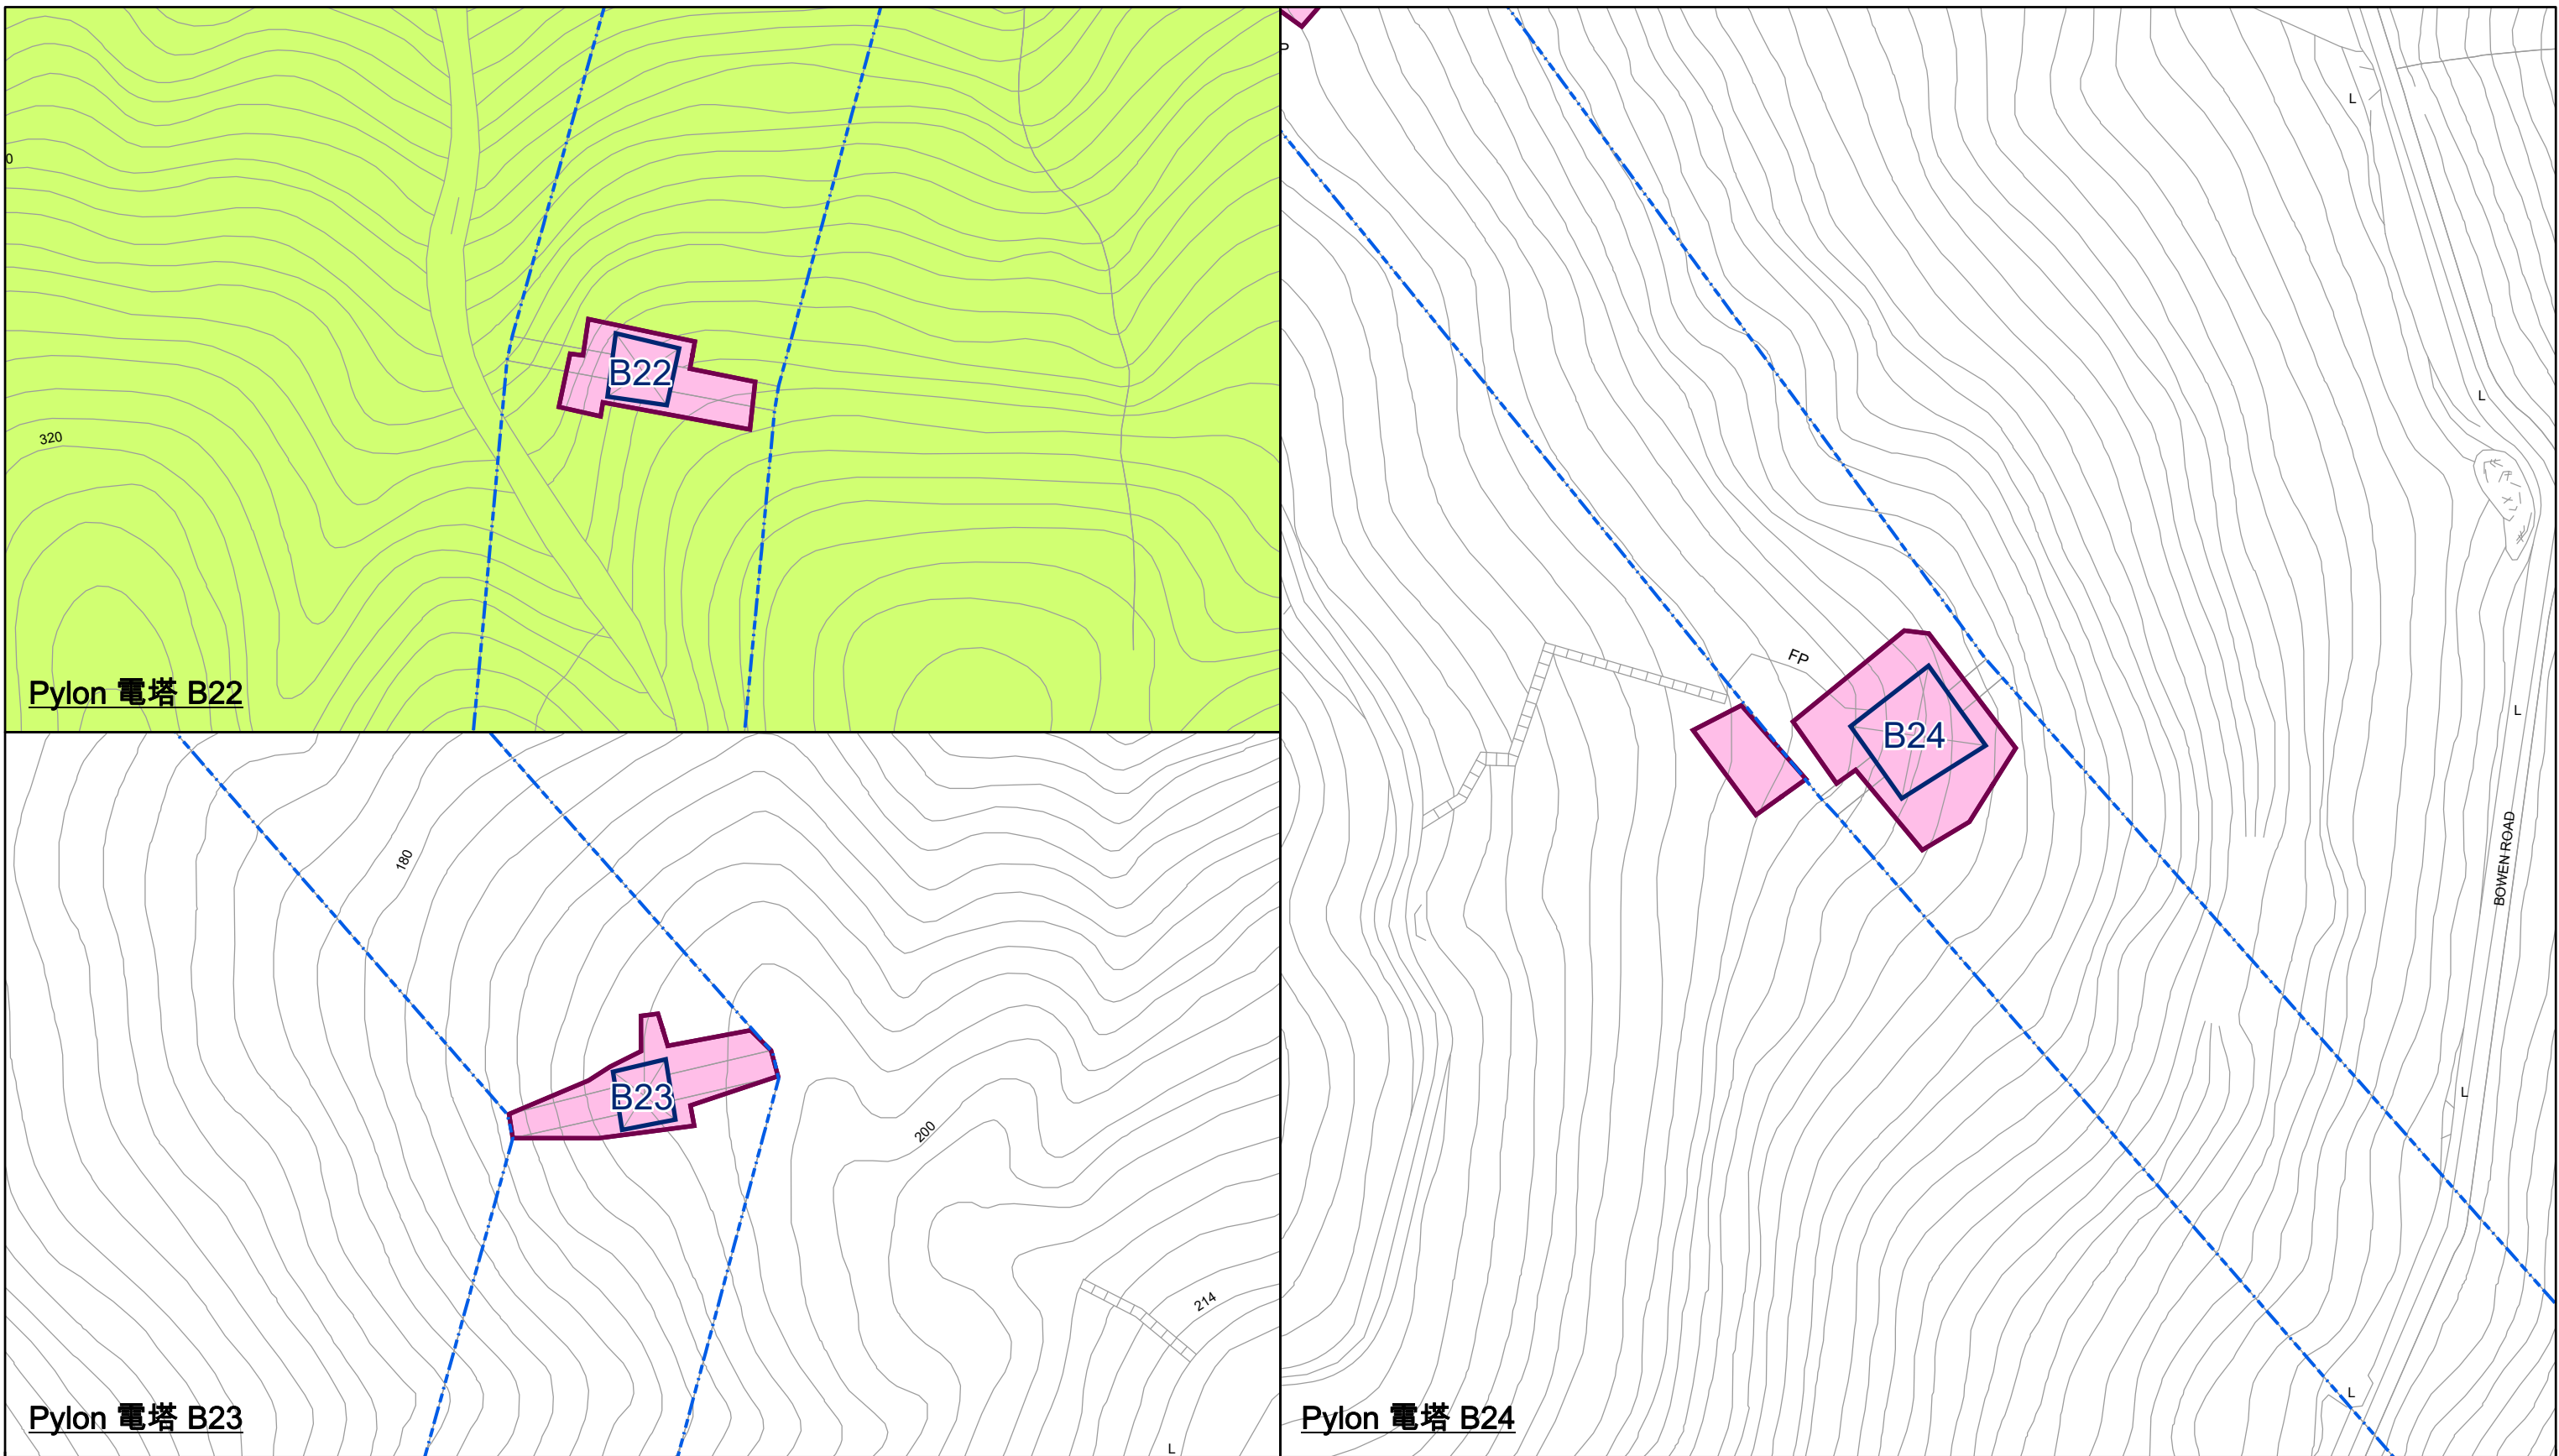 0
320
B22
Pylon 電塔 B22
180
B23
200
214
L
Pylon 電塔 B23
P
L
L
FP
B24
L
BOWEN ROAD
L
L
Pylon 電塔 B24